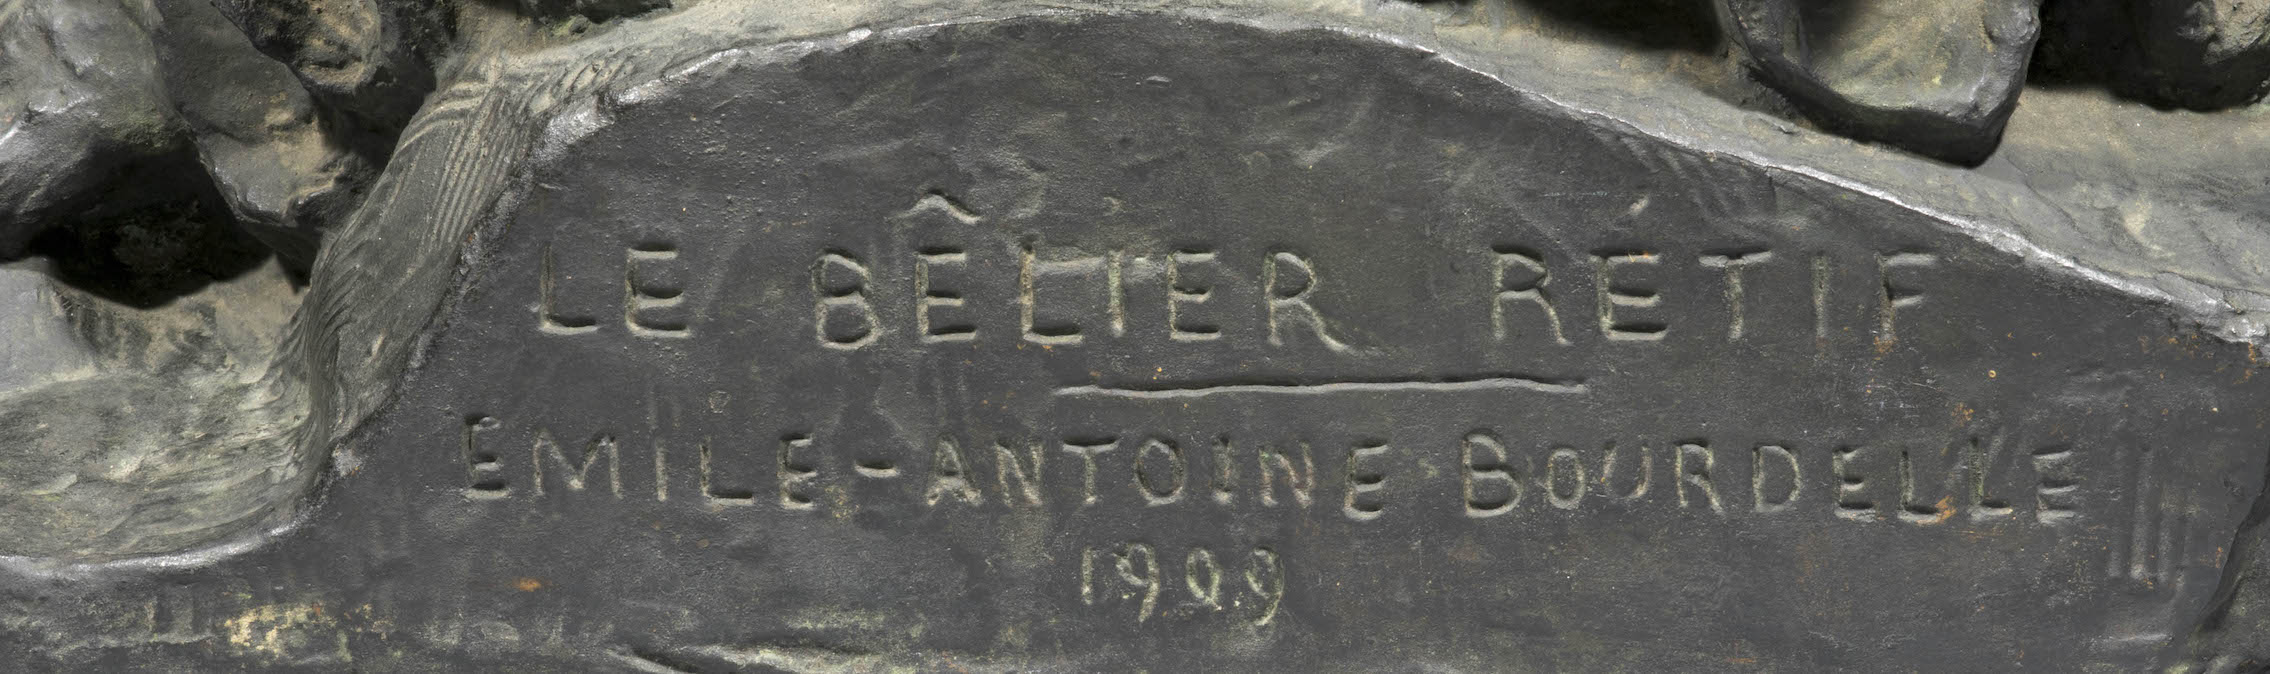 LE BÊLIER RÉTIF
EMILE-ANTOINE BOURDELLE
1909